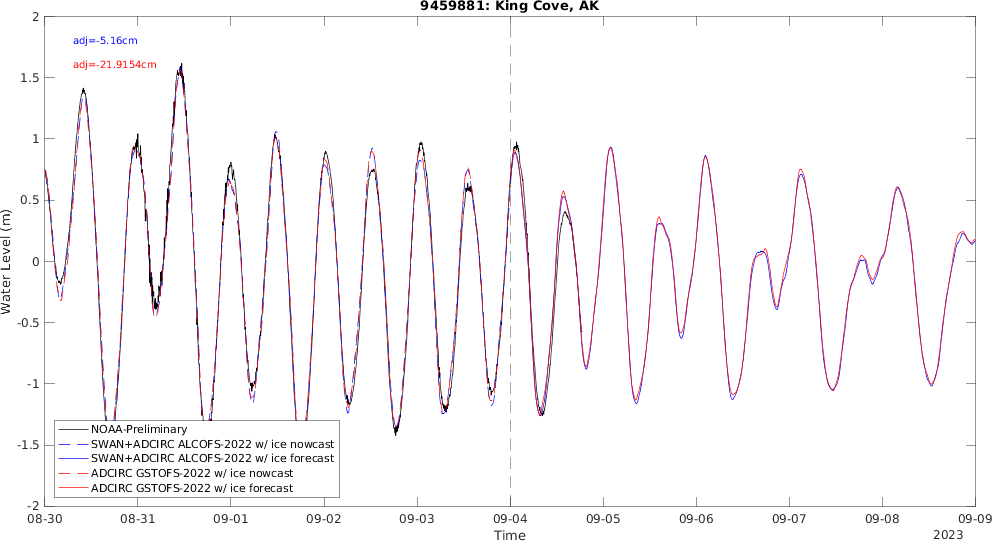 9459881: King Cove, AK
2
1.5
1
0.5
0
-0.5
-1
-1.5
-2
Water Level (m)
adj=-5.16cm
adj=-21.9154cm
NOAA-Preliminary
SWAN+ADCIRC ALCOFS-2022 w/ ice nowcast
SWAN+ADCIRC ALCOFS-2022 w/ ice forecast
ADCIRC GSTOFS-2022 w/ ice nowcast
ADCIRC GSTOFS-2022 w/ ice forecast
08-30 08-31 09-01 09-02 09-03 09-04 09-05 09-06 09-07 09-08 09-09
Time
2023